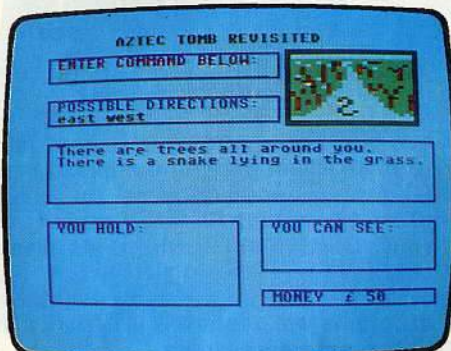 AZTEC TOMB REVISITED
ENTER COMMAND BELOW:
POSSIBLE DIRECTIONS:
east west
There are trees all around you.
There is a snake lying in the grass.
YOU HOLD:
YOU CAN SEE:
MONEY £ 50